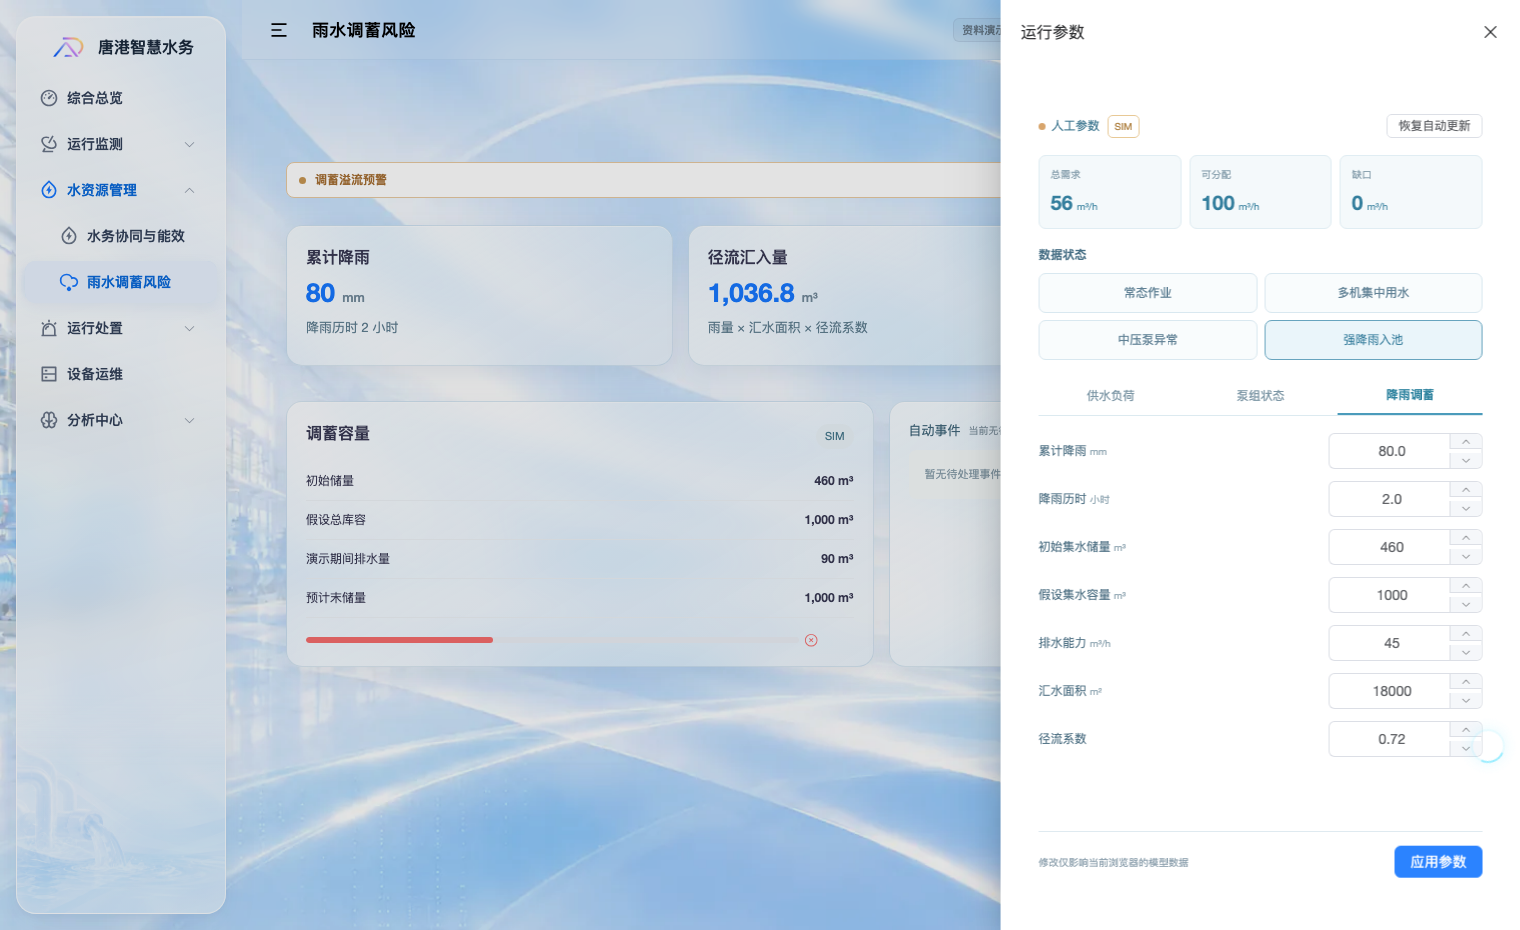 唐港智慧水务
综合总览
运行监测
水资源管理
水务协同与能效
雨水调蓄风险
运行处置
设备运维
分析中心
雨水调蓄风险
资料演
调蓄溢流预警
累计降雨
80 mm
降雨历时 2 小时
径流汇入量
1,036.8 m³
雨量 × 汇水面积 × 径流系数
调蓄容量
SIM
初始储量 460 m³
假设总库容 1,000 m³
演示期间排水量 90 m³
预计末储量 1,000 m³
自动事件 当前无
暂无待处理事件
运行参数
人工参数 SIM 恢复自动更新
总需求
56 m³/h
可分配
100 m³/h
缺口
0 m³/h
数据状态
常态作业 多机集中用水
中压泵异常 强降雨入池
供水负荷 泵组状态 降雨调蓄
累计降雨 mm 80.0
降雨历时 小时 2.0
初始集水储量 m³ 460
假设集水容量 m³ 1000
排水能力 m³/h 45
汇水面积 m² 18000
径流系数 0.72
修改仅影响当前浏览器的模型数据 应用参数